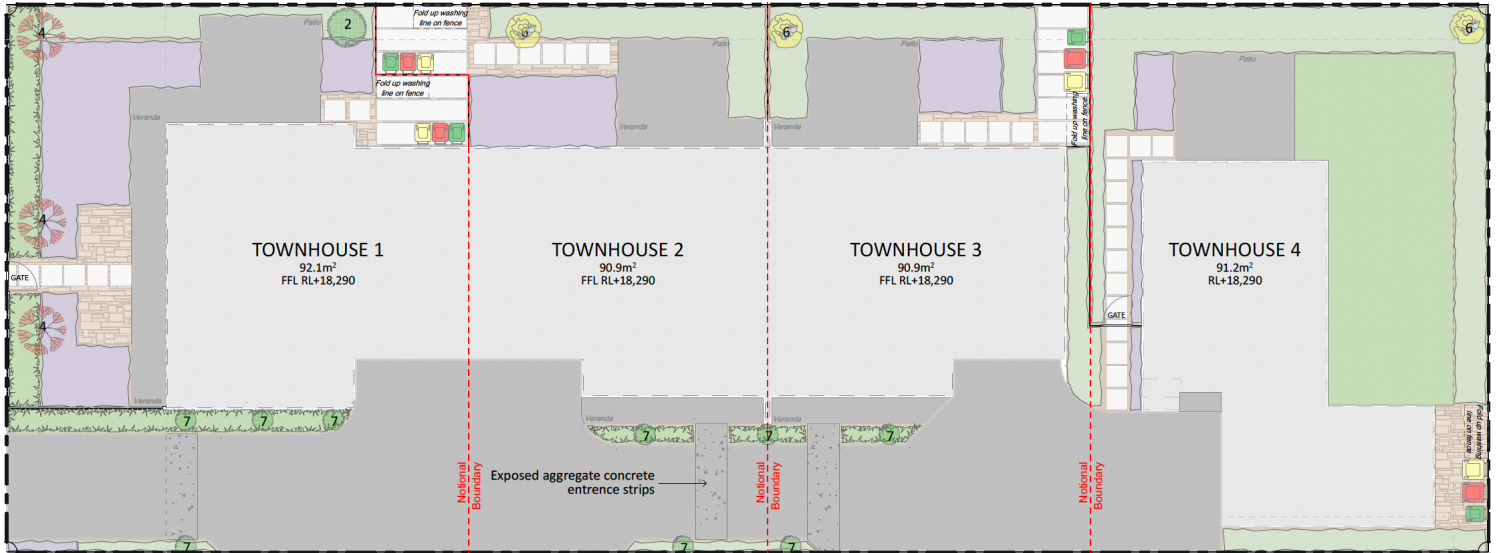 Patio
4
2
Fold up washing
line on fence
6
Patio
6
Patio
Patio
Fold up washing
line on fence
Fold up washing
line on fence
Veranda
Veranda
Veranda
4
GATE
4
TOWNHOUSE 1
92.1m²
FFL RL+18,290
TOWNHOUSE 2
90.9m²
FFL RL+18,290
TOWNHOUSE 3
90.9m²
FFL RL+18,290
TOWNHOUSE 4
91.2m²
RL+18,290
GATE
Veranda
7
7
7
Veranda
7
7
Veranda
7
Fold up washing
line on fence
Exposed aggregate concrete
entrence strips
Notional
Boundary
Notional
Boundary
Notional
Boundary
7
7
7